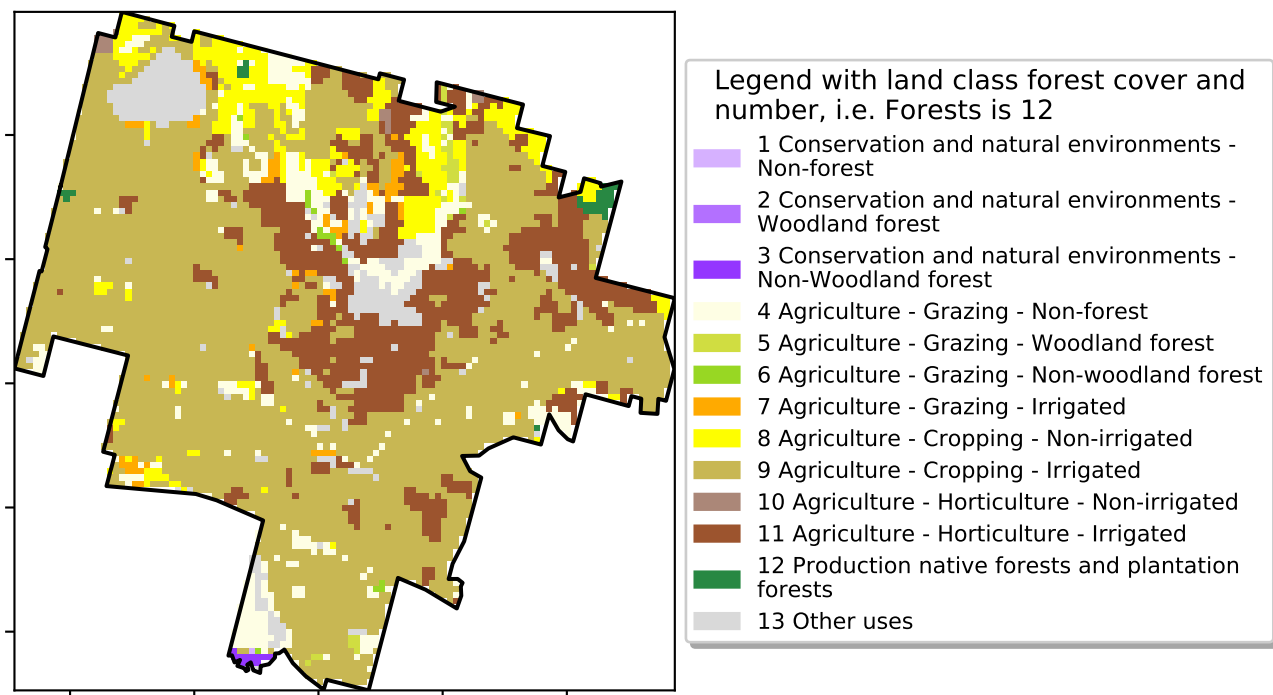 Legend with land class forest cover and
number, i.e. Forests is 12
1 Conservation and natural environments -
Non-forest
2 Conservation and natural environments -
Woodland forest
3 Conservation and natural environments -
Non-Woodland forest
4 Agriculture - Grazing - Non-forest
5 Agriculture - Grazing - Woodland forest
6 Agriculture - Grazing - Non-woodland forest
7 Agriculture - Grazing - Irrigated
8 Agriculture - Cropping - Non-irrigated
9 Agriculture - Cropping - Irrigated
10 Agriculture - Horticulture - Non-irrigated
11 Agriculture - Horticulture - Irrigated
12 Production native forests and plantation
forests
13 Other uses